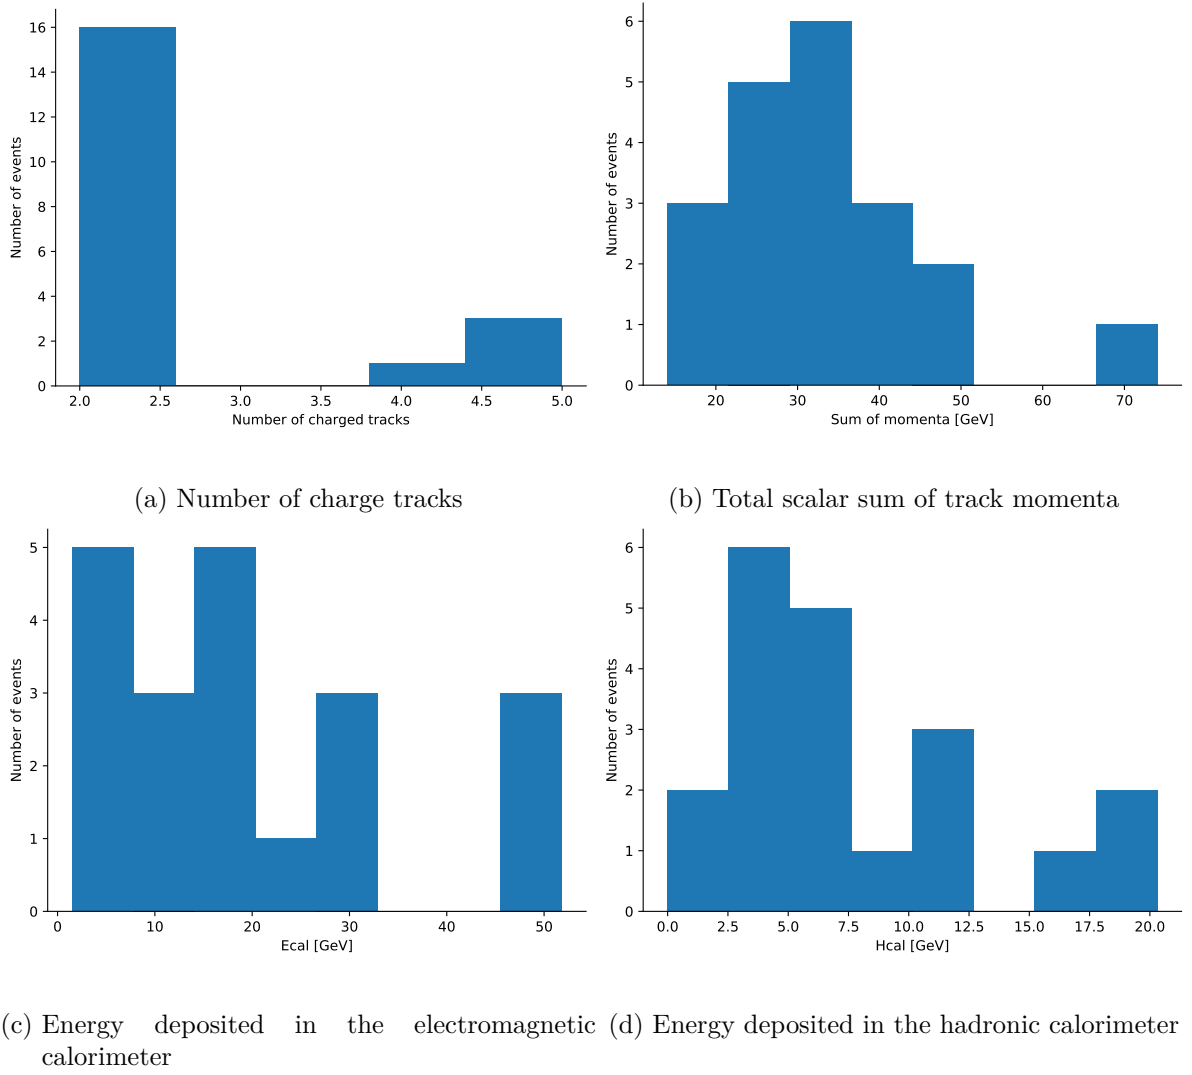 16
14
12
10
8
6
4
2
0
Number of events
2.0 2.5 3.0 3.5 4.0 4.5 5.0
Number of charged tracks
(a) Number of charge tracks
6
5
4
3
2
1
0
Number of events
20 30 40 50 60 70
Sum of momenta [GeV]
(b) Total scalar sum of track momenta
5
4
3
2
1
0
Number of events
0 10 20 30 40 50
Ecal [GeV]
(c) Energy deposited in the electromagnetic
calorimeter
6
5
4
3
2
1
0
Number of events
0.0 2.5 5.0 7.5 10.0 12.5 15.0 17.5 20.0
Hcal [GeV]
(d) Energy deposited in the hadronic calorimeter